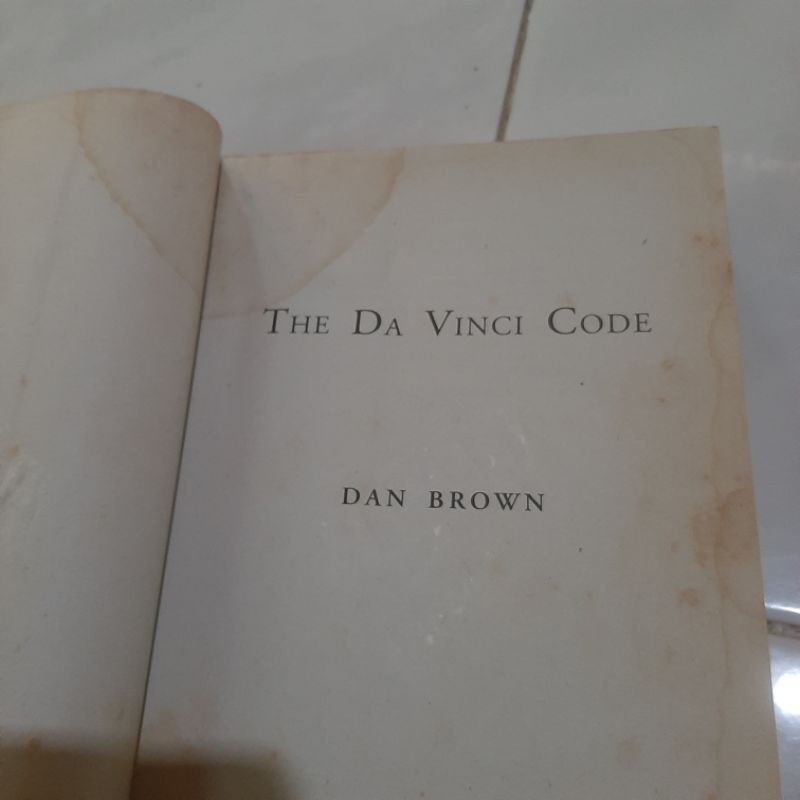 THE DA VINCI CODE
DAN BROWN